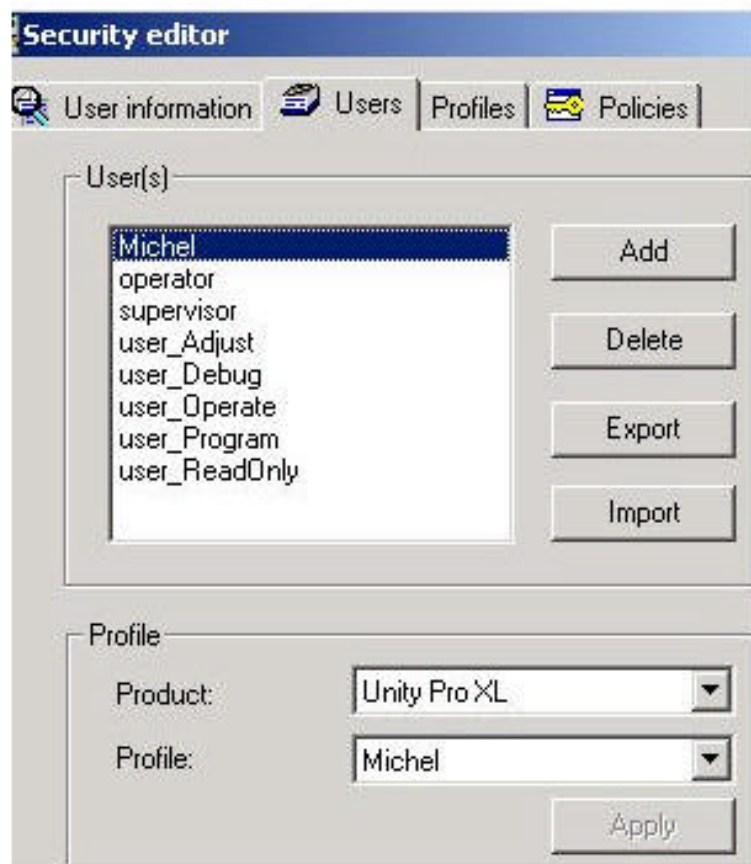 Security editor
User information Users Profiles Policies
User(s)
Michel
operator
supervisor
user_Adjust
user_Debug
user_Operate
user_Program
user_ReadOnly
Add
Delete
Export
Import
Profile
Product: Unity Pro XL
Profile: Michel
Apply